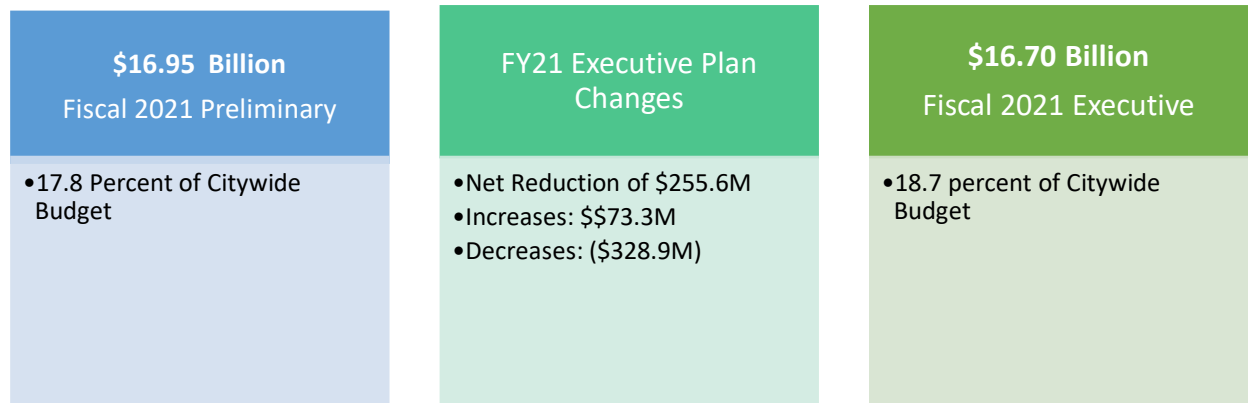 $16.95  Billion
Fiscal 2021 Preliminary
•17.8 Percent of Citywide
Budget
FY21 Executive Plan
Changes
•Net Reduction of $255.6M
•Increases: $$73.3M
•Decreases: ($328.9M)
$16.70 Billion
Fiscal 2021 Executive
•18.7 percent of Citywide
Budget